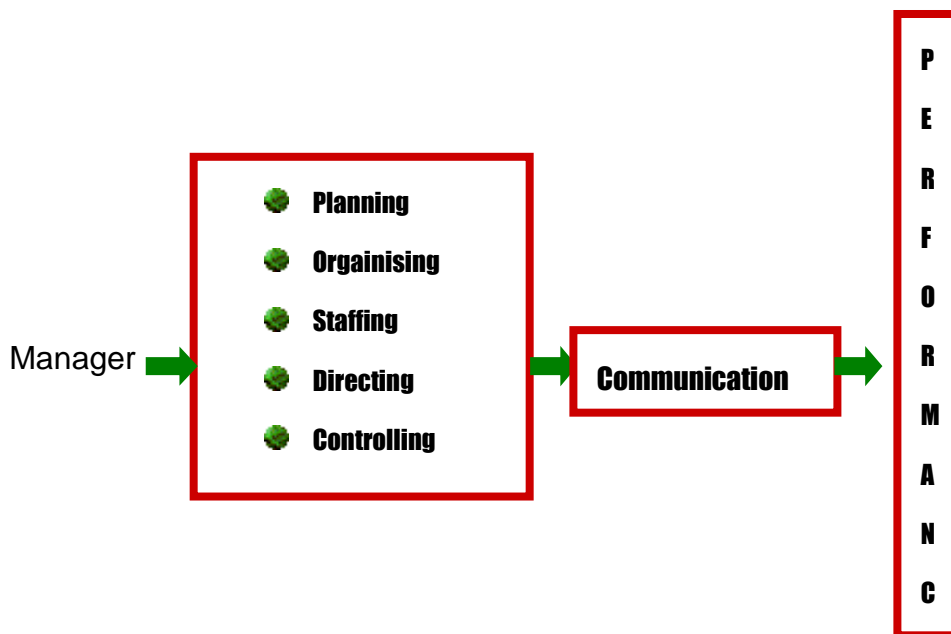 Manager
Planning
Orgainising
Staffing
Directing
Controlling
Communication
P
E
R
F
O
R
M
A
N
C